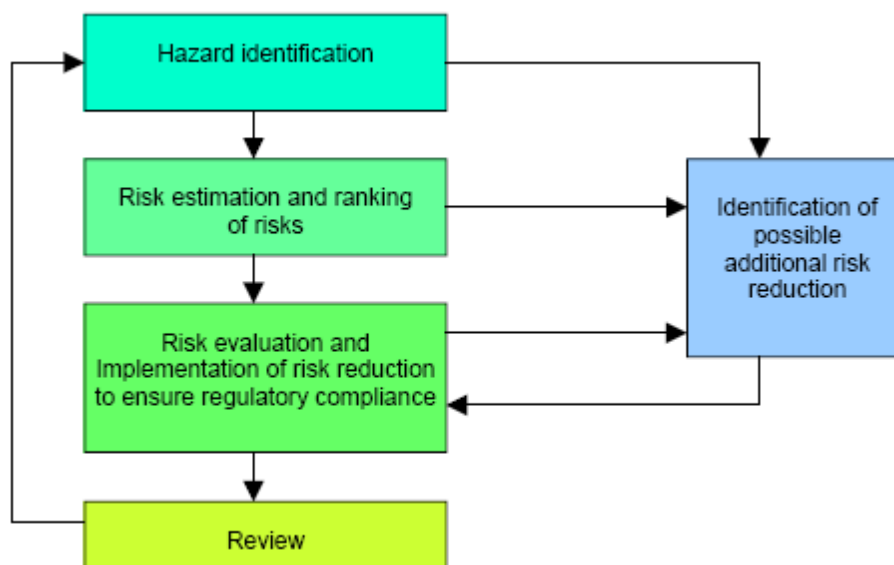 Hazard identification
Risk estimation and ranking
of risks
Identification of
possible
additional risk
reduction
Risk evaluation and
Implementation of risk reduction
to ensure regulatory compliance
Review